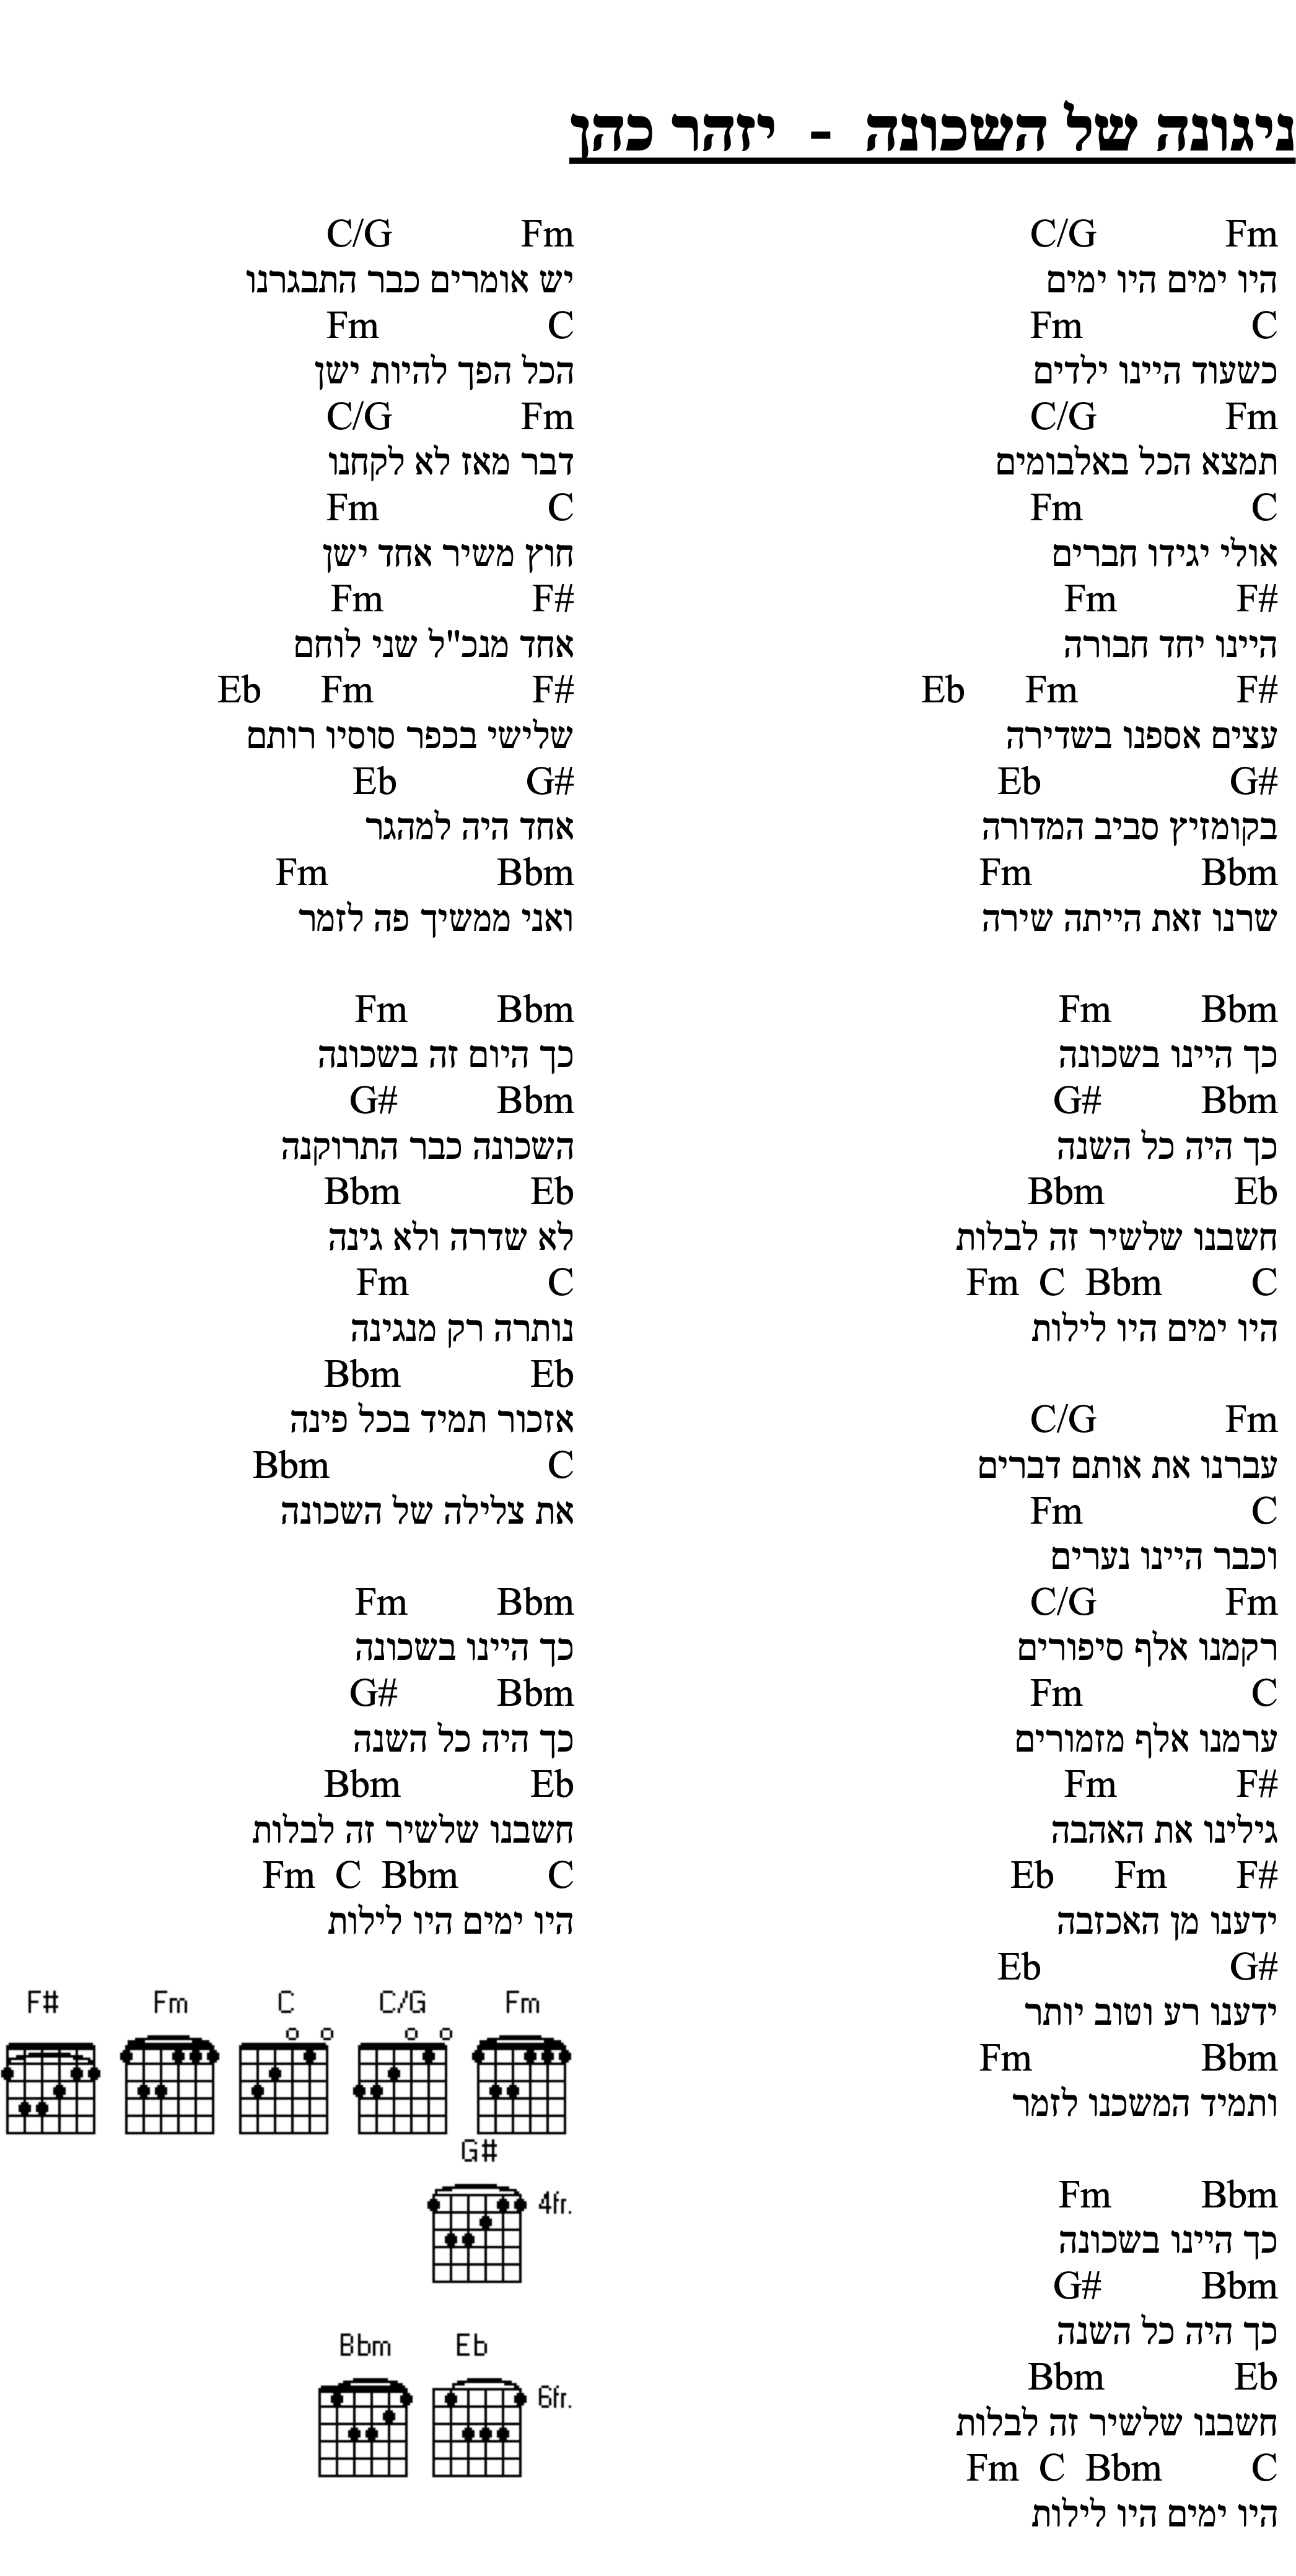 ניגונה של השכונה - יזהר כהן
Fm C/G
היו ימים היו ימים
C Fm
כשעוד היינו ילדים
Fm C/G
תמצא הכל באלבומים
C Fm
אולי יגידו חברים
F# Fm
היינו יחד חבורה
F# Fm Eb
עצים אספנו בשדירה
G# Eb
בקומזיץ סביב המדורה
Bbm Fm
שרנו זאת הייתה שירה
Bbm Fm
כך היינו בשכונה
Bbm G#
כך היה כל השנה
Eb Bbm
חשבנו שלשיר זה לבלות
C Bbm C Fm
היו ימים היו לילות
Fm C/G
עברנו את אותם דברים
C Fm
וכבר היינו נערים
Fm C/G
רקמנו אלף סיפורים
C Fm
ערמנו אלף מזמורים
F# Fm
גילינו את האהבה
F# Fm Eb
ידענו מן האכזבה
G# Eb
ידענו רע וטוב יותר
Bbm Fm
ותמיד המשכנו לזמר
Bbm Fm
כך היינו בשכונה
Bbm G#
כך היה כל השנה
Eb Bbm
חשבנו שלשיר זה לבלות
C Bbm C Fm
היו ימים היו לילות
Fm C/G
יש אומרים כבר התבגרנו
C Fm
הכל הפך להיות ישן
Fm C/G
דבר מאז לא לקחנו
C Fm
חוץ משיר אחד ישן
F# Fm
אחד מנכ"ל שני לוחם
F# Fm Eb
שלישי בכפר סוסיו רותם
G# Eb
אחד היה למהגר
Bbm Fm
ואני ממשיך פה לזמר
Bbm Fm
כך היום זה בשכונה
Bbm G#
השכונה כבר התרוקנה
Eb Bbm
לא שדרה ולא גינה
C Fm
נותרה רק מנגינה
Eb Bbm
אזכור תמיד בכל פינה
C Bbm
את צלילה של השכונה
Bbm Fm
כך היינו בשכונה
Bbm G#
כך היה כל השנה
Eb Bbm
חשבנו שלשיר זה לבלות
C Bbm C Fm
היו ימים היו לילות
Fm C/G C Fm F#
G#
4fr.
Eb Bbm
6fr.